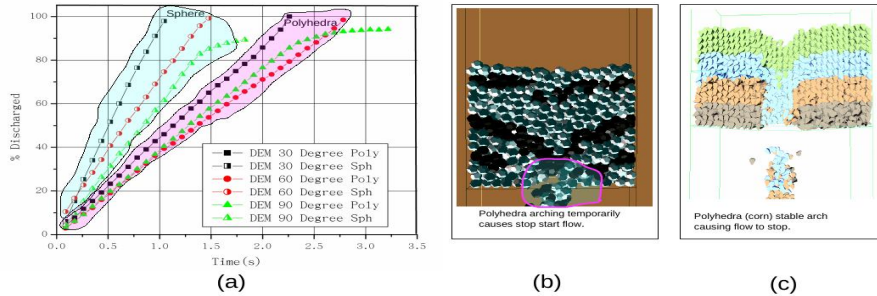 (a)
Sphere
Polyhedra
% Discharged
100
80
60
40
20
0
DEM 30 Degree Poly
DEM 30 Degree Sph
DEM 60 Degree Poly
DEM 60 Degree Sph
DEM 90 Degree Poly
DEM 90 Degree Sph
0.0
0.5
1.0
1.5
2.0
2.5
3.0
3.5
Time(s)
(a)
Polyhedra arching temporarily
causes stop start flow.
(b)
Polyhedra (corn) stable arch
causing flow to stop.
(c)